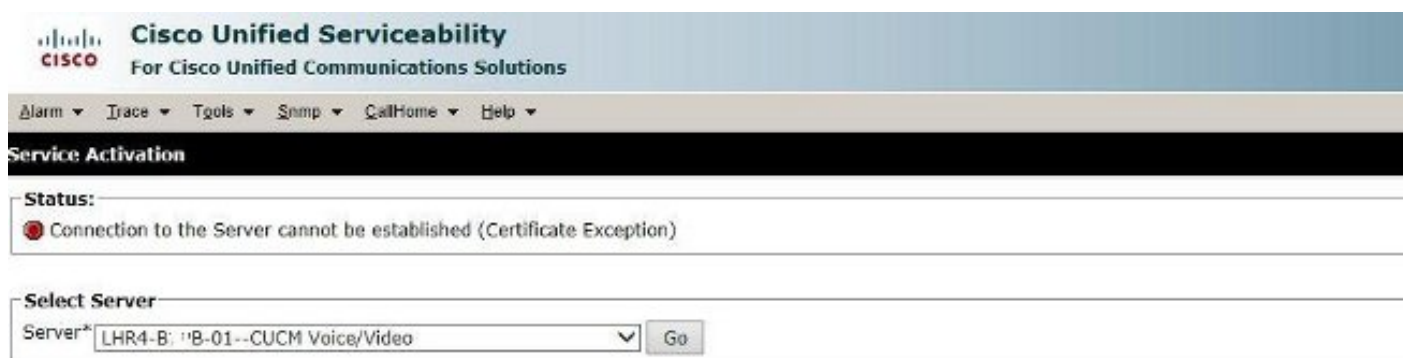 Cisco Unified Serviceability
CISCO For Cisco Unified Communications Solutions
Alarm Trace Tools Snmp CallHome Help
Service Activation
Status:
Connection to the Server cannot be established (Certificate Exception)
Select Server
Server* -01--CUCM Voice/Video Go